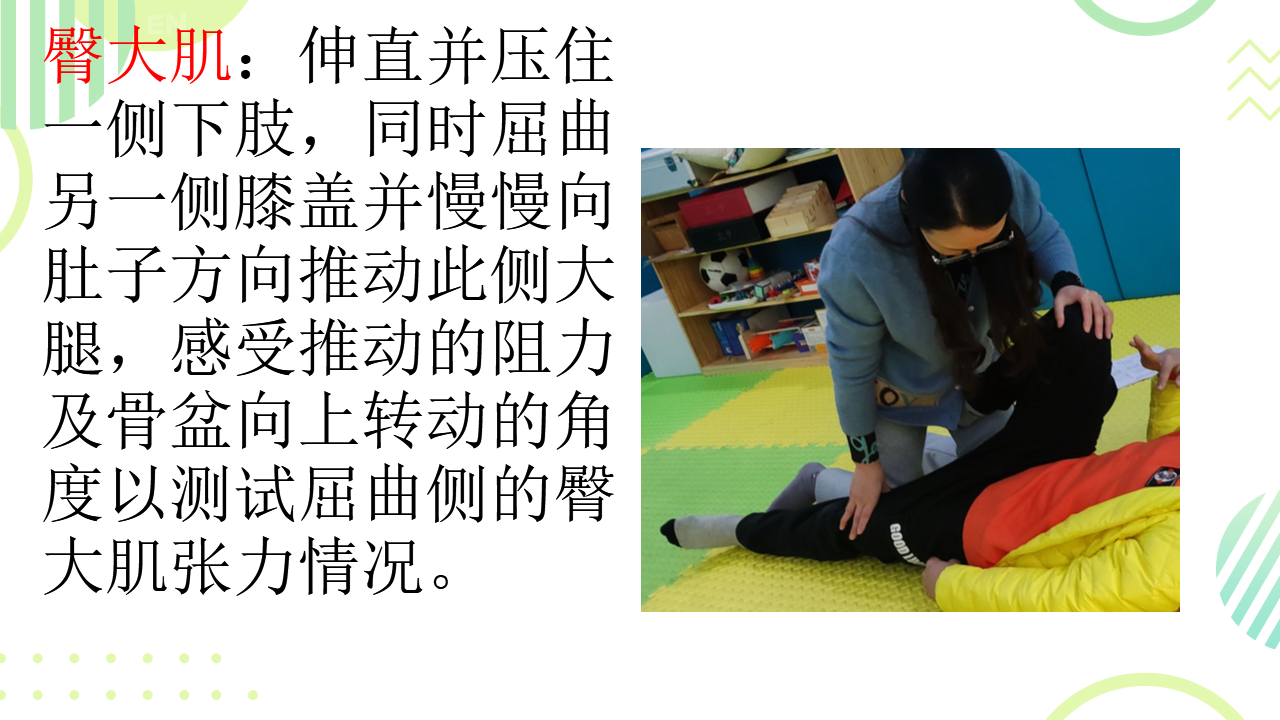 EN
臀大肌：伸直并压住
一侧下肢，同时屈曲
另一侧膝盖并慢慢向
肚子方向推动此侧大
腿，感受推动的阻力
及骨盆向上转动的角
度以测试屈曲侧的臀
大肌张力情况。
GOOD